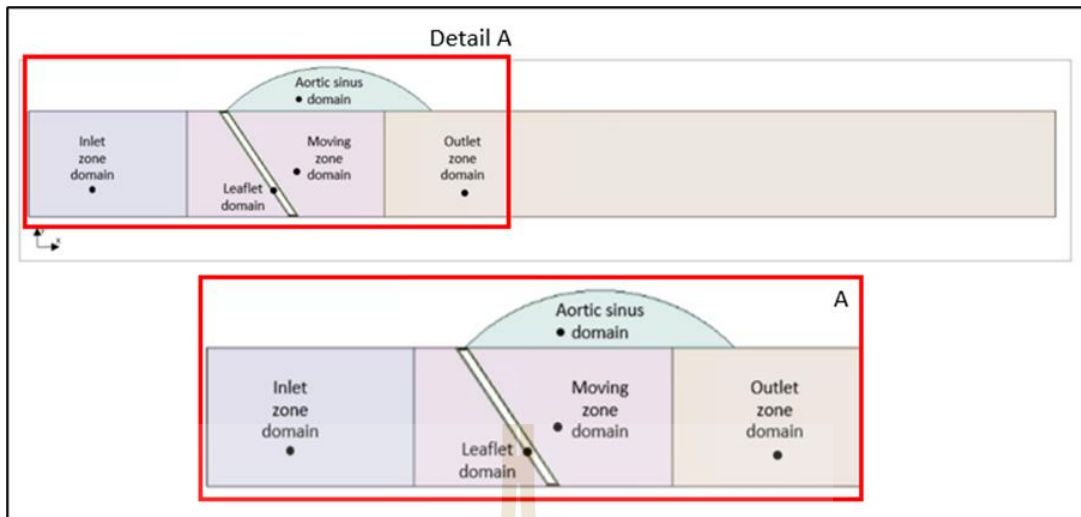 Detail A
Aortic sinus
domain
Inlet
zone
domain
Moving
zone
domain
Outlet
zone
domain
Leaflet
domain
x
A
Aortic sinus
domain
Inlet
zone
domain
Moving
zone
domain
Outlet
zone
domain
Leaflet
domain